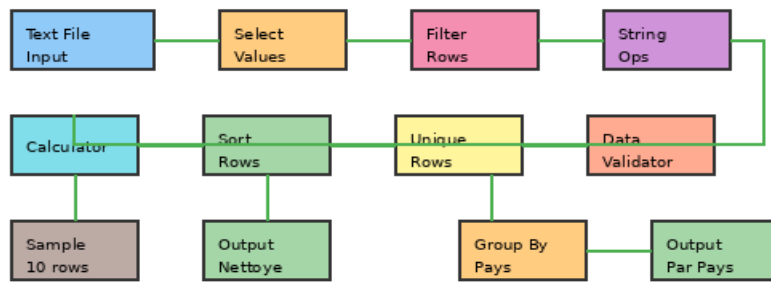 Text File
Input
Select
Values
Filter
Rows
String
Ops
Calculator
Sort
Rows
Unique
Rows
Data
Validator
Sample
10 rows
Output
Nettoye
Group By
Pays
Output
Par Pays